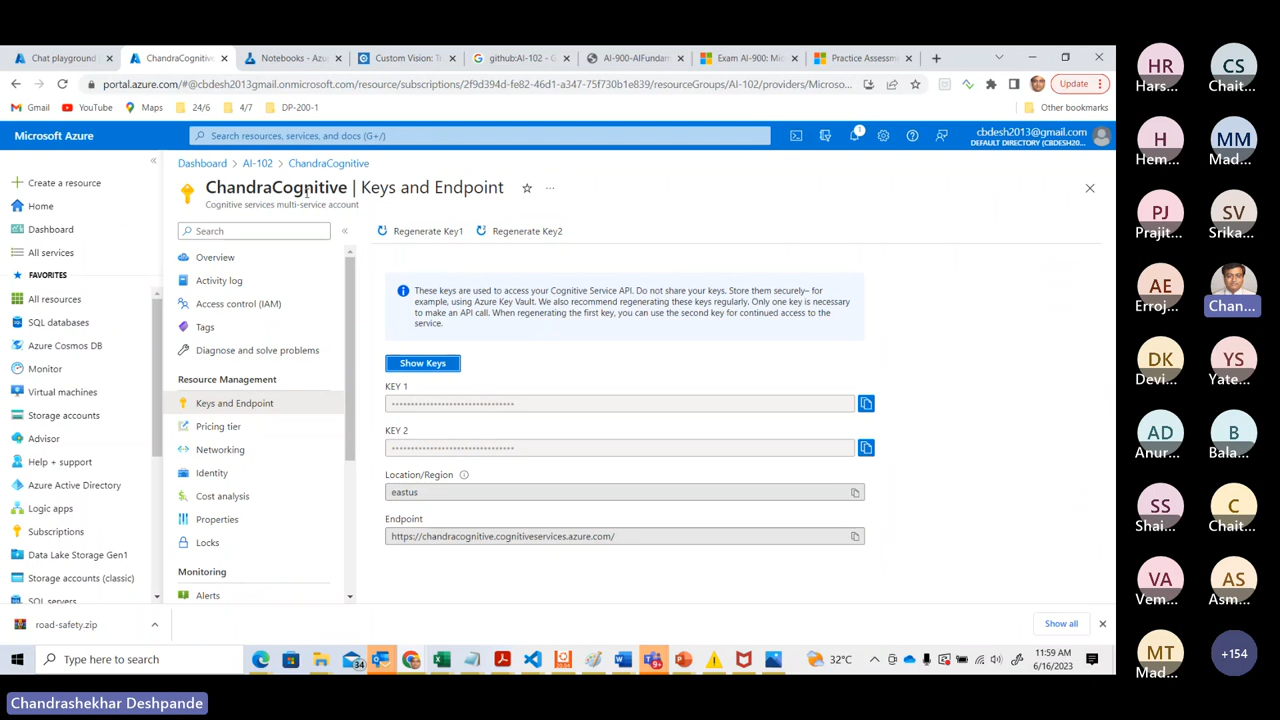 Chat playground
ChandraCognitive
Notebooks - Azu
Custom Vision: Tr
github:AI-102 - G
AI-900-AIFundam
Exam AI-900: Mic
Practice Assessm
portal.azure.com/#@cbdesh2013gmail.onmicrosoft.com/resource/subscriptions/2f9d394d-fe82-46d1-a347-75f730b1e839/resourceGroups/AI-102/providers/Microso...
Update
Gmail
YouTube
Maps
24/6
4/7
DP-200-1
Other bookmarks
Microsoft Azure
Search resources, services, and docs (G+/)
1
cbdesh2013@gmail.com
DEFAULT DIRECTORY (CBDESH20...
Create a resource
Home
Dashboard
All services
FAVORITES
All resources
SQL databases
Azure Cosmos DB
Monitor
Virtual machines
Storage accounts
Advisor
Help + support
Azure Active Directory
Logic apps
Subscriptions
Data Lake Storage Gen1
Storage accounts (classic)
SQL servers
Dashboard > AI-102 > ChandraCognitive
ChandraCognitive | Keys and Endpoint
Cognitive services multi-service account
Search
Overview
Activity log
Access control (IAM)
Tags
Diagnose and solve problems
Resource Management
Keys and Endpoint
Pricing tier
Networking
Identity
Cost analysis
Properties
Locks
Monitoring
Alerts
Regenerate Key1
Regenerate Key2
These keys are used to access your Cognitive Service API. Do not share your keys. Store them securely– for
example, using Azure Key Vault. We also recommend regenerating these keys regularly. Only one key is necessary
to make an API call. When regenerating the first key, you can use the second key for continued access to the
service.
Show Keys
KEY 1
KEY 2
Location/Region
eastus
Endpoint
https://chandracognitive.cognitiveservices.azure.com/
road-safety.zip
Show all
Type here to search
34
9+
32°C
11:59 AM
6/16/2023
HR
Hars...
CS
Chait...
H
Hem...
MM
Mad...
PJ
Prajit...
SV
Srika...
AE
Erroj...
Chan...
DK
Devi...
YS
Yate...
AD
Anur...
B
Bala...
SS
Shai...
C
Chait...
VA
Vem...
AS
Asm...
MT
Mad...
+154
Chandrashekhar Deshpande